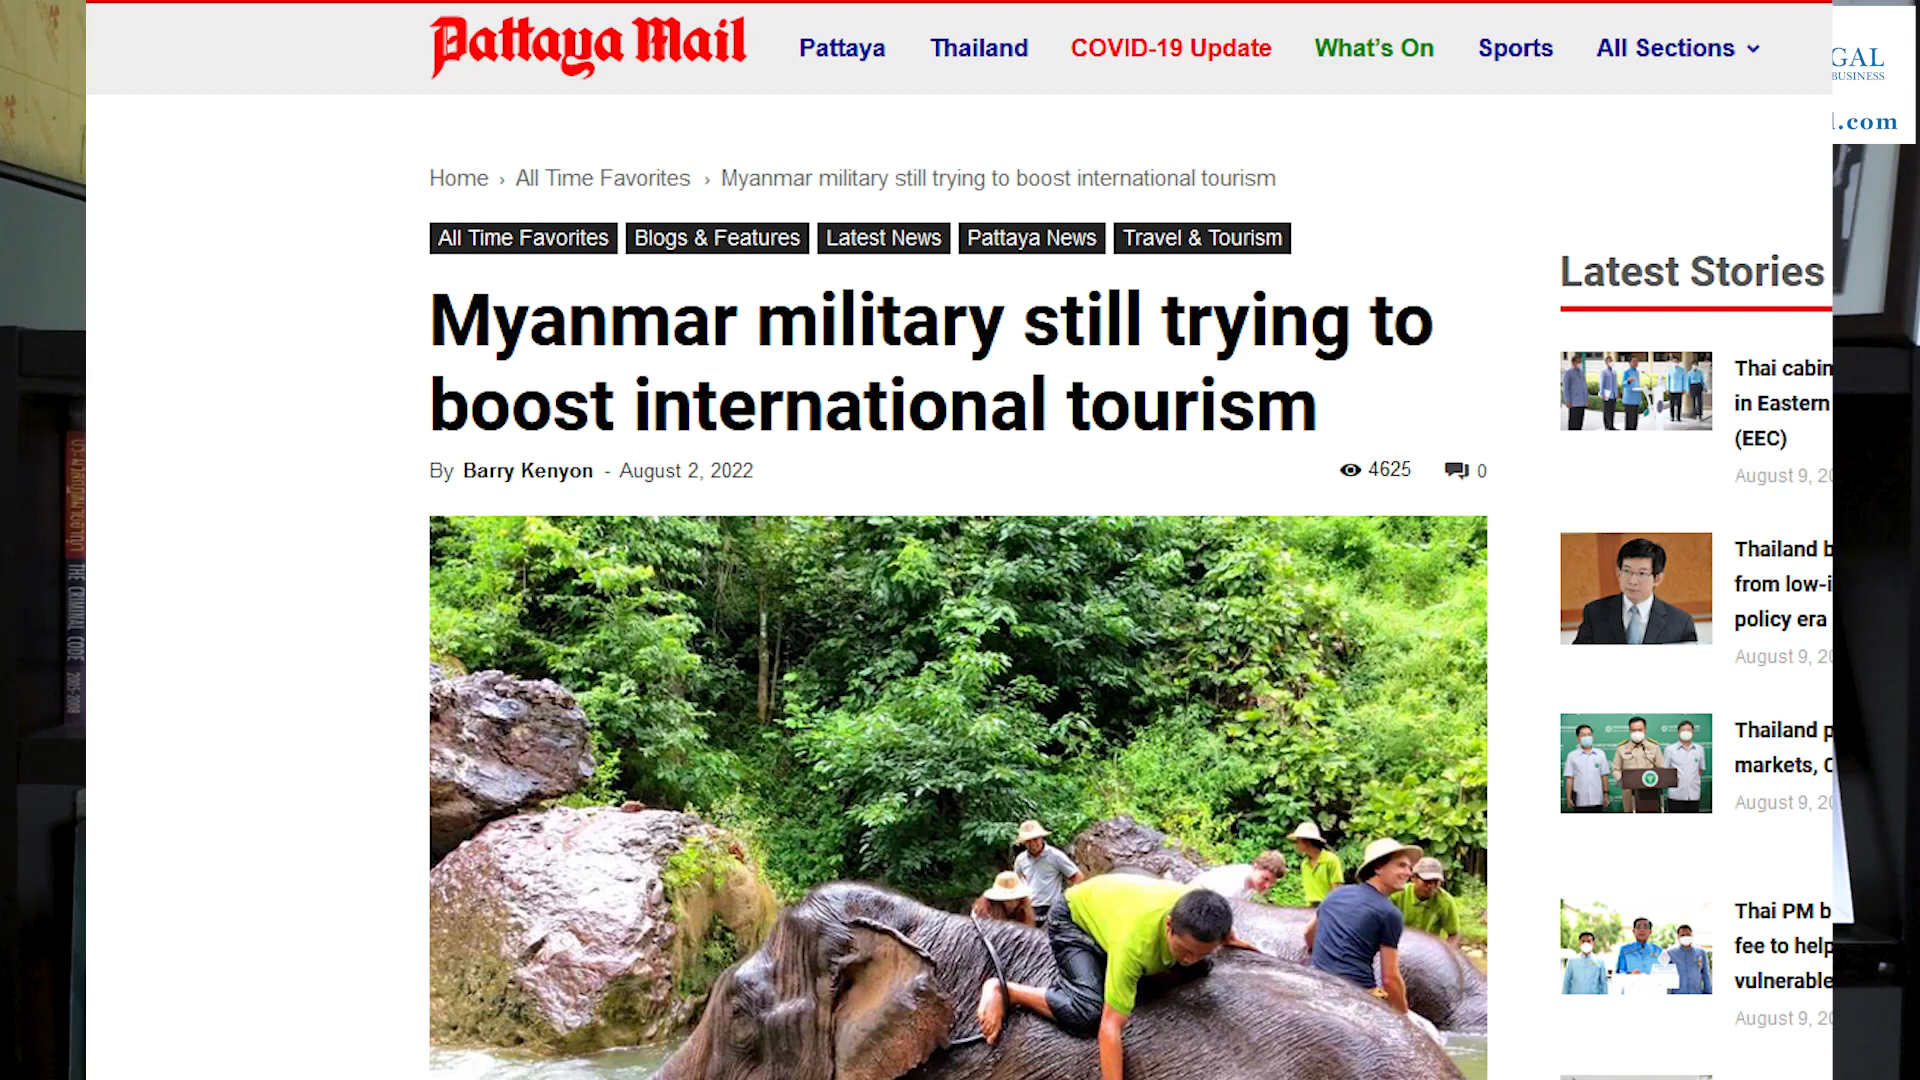 Pattaya Mail
Pattaya
Thailand
COVID-19 Update
What's On
Sports
All Sections
GAL
BUSINESS
.com
Home › All Time Favorites › Myanmar military still trying to boost international tourism
All Time Favorites
Blogs & Features
Latest News
Pattaya News
Travel & Tourism
Myanmar military still trying to
boost international tourism
By Barry Kenyon - August 2, 2022
4625
0
Latest Stories
Thai cabin
in Eastern
(EEC)
August 9, 20
Thailand b
from low-i
policy era
August 9, 20
Thailand p
markets, C
August 9, 20
Thai PM b
fee to help
vulnerable
August 9, 20
THE CRIMINAL CODE 2003-2008